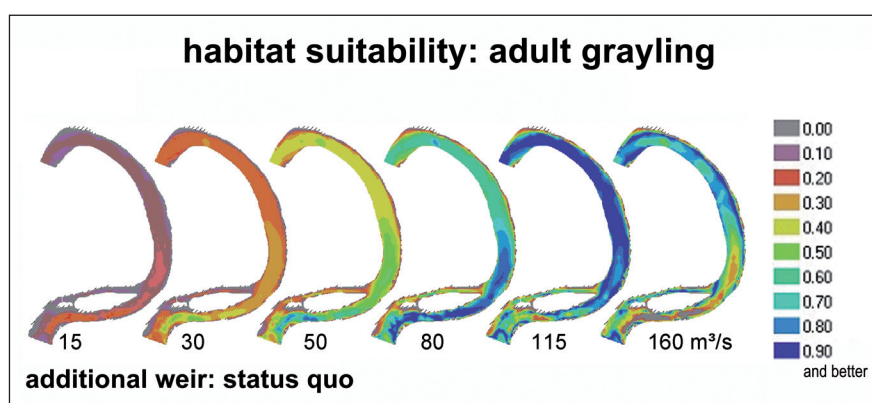 habitat suitability: adult grayling
0.00
0.10
0.20
0.30
0.40
0.50
0.60
0.70
0.80
0.90
and better
15 30 50 80 115 160 m³/s
additional weir: status quo